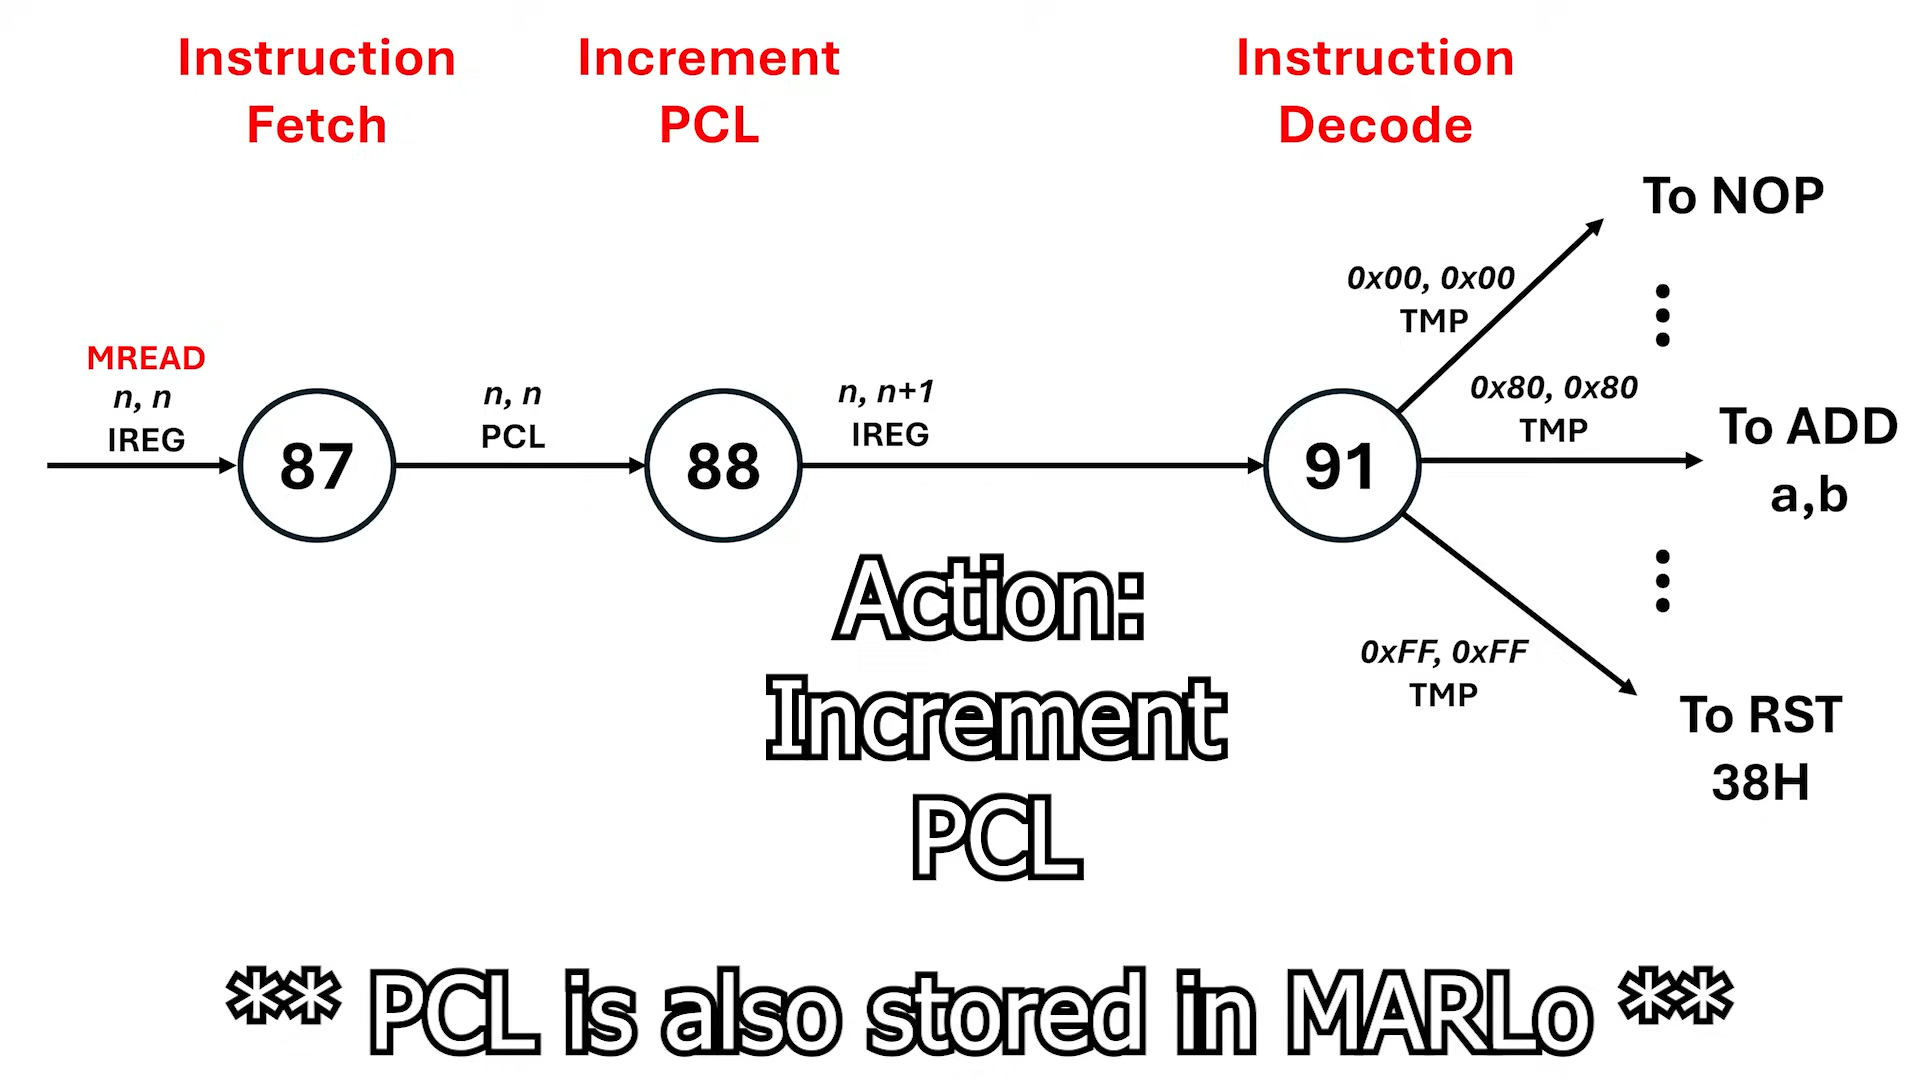 Instruction
Fetch
Increment
PCL
Instruction
Decode
To NOP
0x00, 0x00
TMP
MREAD
n, n
IREG
87
n, n
PCL
88
n, n+1
IREG
91
0x80, 0x80
TMP
To ADD
a,b
Action:
Increment
PCL
0xFF, 0xFF
TMP
To RST
38H
** PCL is also stored in MARLo **